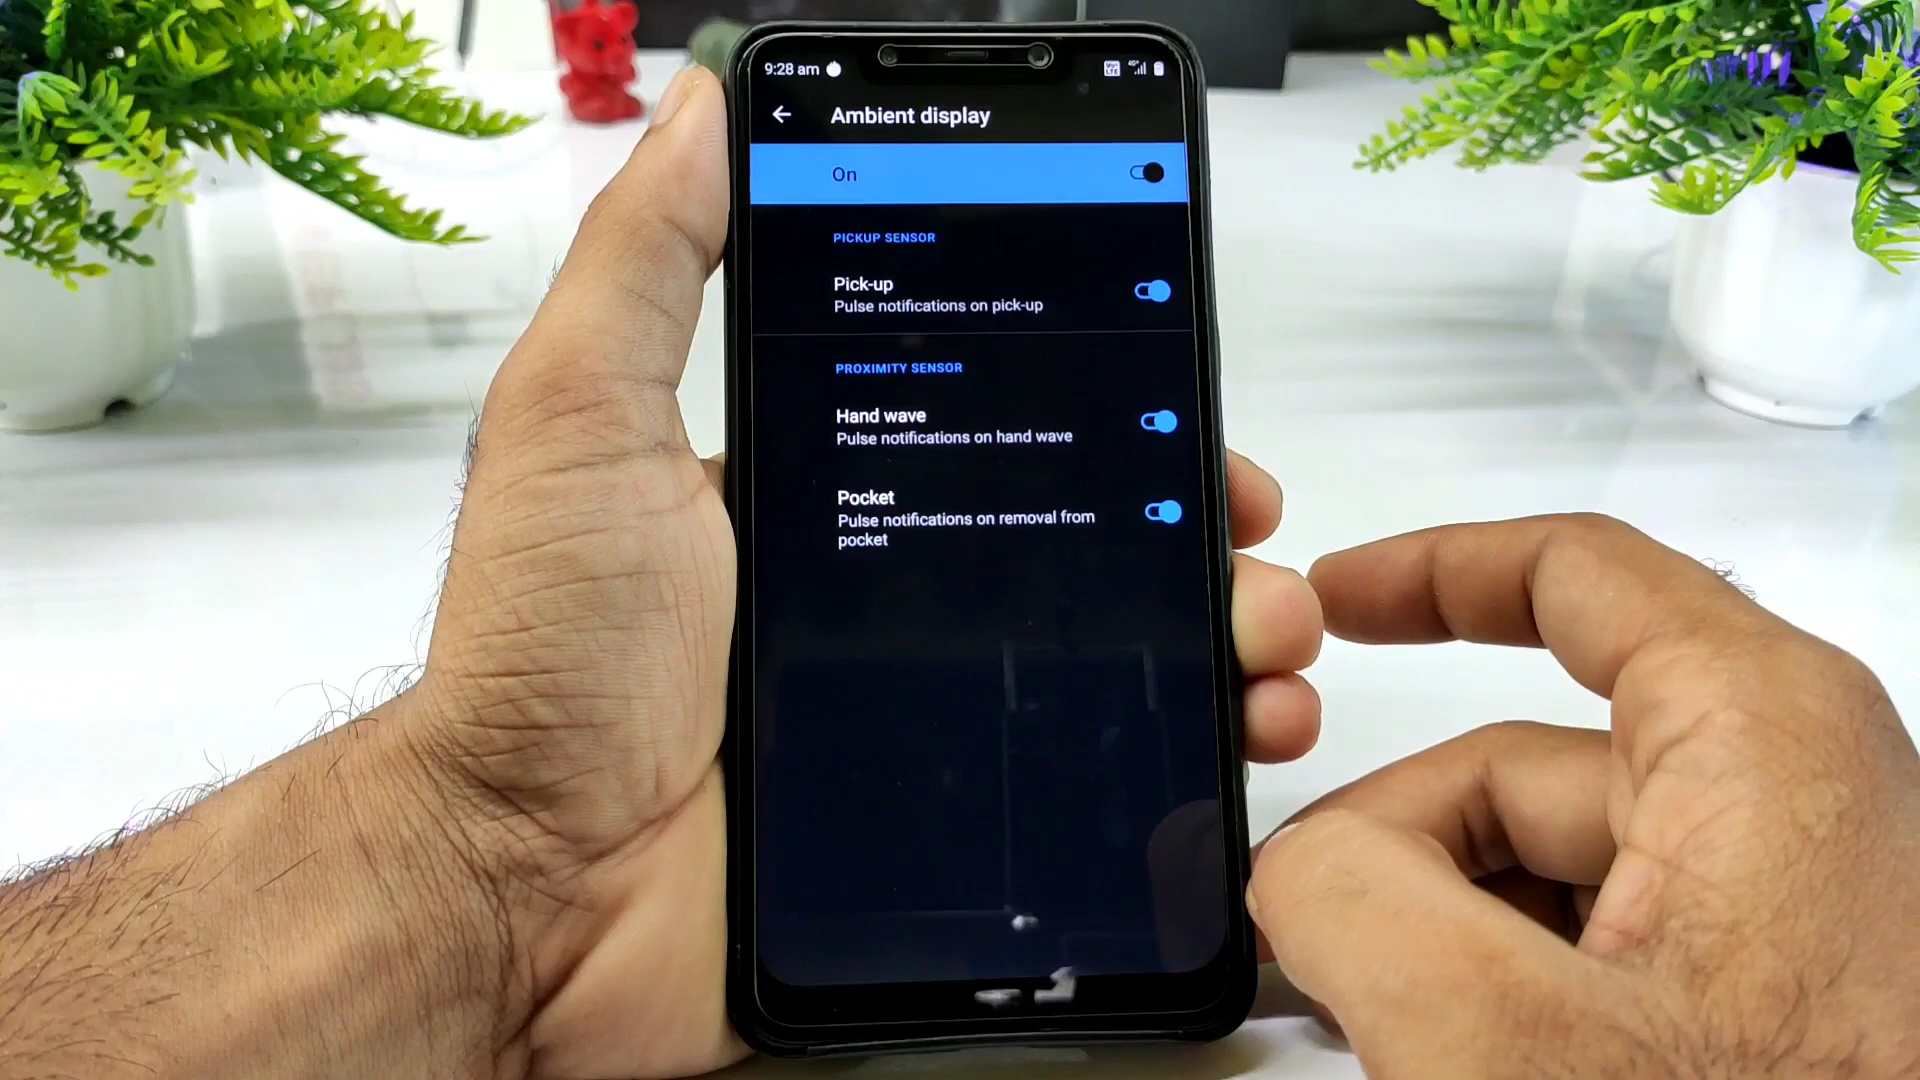 9:28 am
Ambient display
On
PICKUP SENSOR
Pick-up
Pulse notifications on pick-up
PROXIMITY SENSOR
Hand wave
Pulse notifications on hand wave
Pocket
Pulse notifications on removal from
pocket